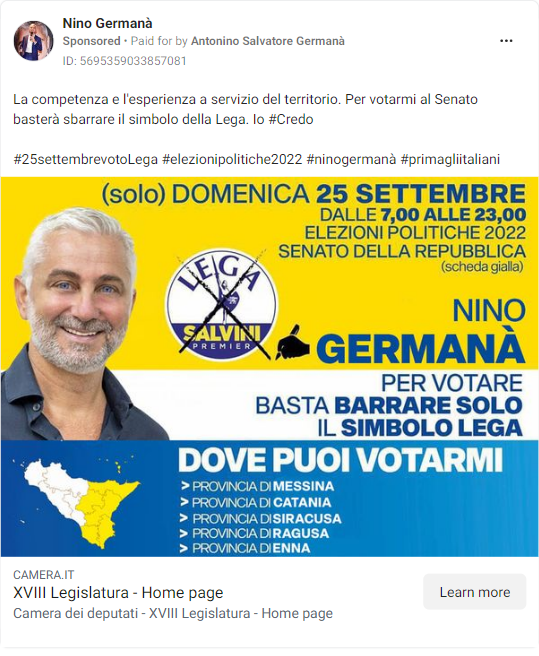 Nino Germanà
Sponsored • Paid for by Antonino Salvatore Germanà
ID: 5695359033857081
La competenza e l'esperienza a servizio del territorio. Per votarmi al Senato
basterà sbarrare il simbolo della Lega. Io #Credo
#25settembrevotoLega #elezionipolitiche2022 #ninogermanà #primagliitaliani
(solo) DOMENICA 25 SETTEMBRE
DALLE 7,00 ALLE 23,00
ELEZIONI POLITICHE 2022
SENATO DELLA REPUBBLICA
(scheda gialla)
LEGA
SALVINI
PREMIER
NINO
GERMANÀ
PER VOTARE
BASTA BARRARE SOLO
IL SIMBOLO LEGA
DOVE PUOI VOTARMI
> PROVINCIA DI MESSINA
> PROVINCIA DI CATANIA
> PROVINCIA DI SIRACUSA
> PROVINCIA DI RAGUSA
> PROVINCIA DI ENNA
CAMERA.IT
XVIII Legislatura - Home page
Camera dei deputati - XVIII Legislatura - Home page
Learn more